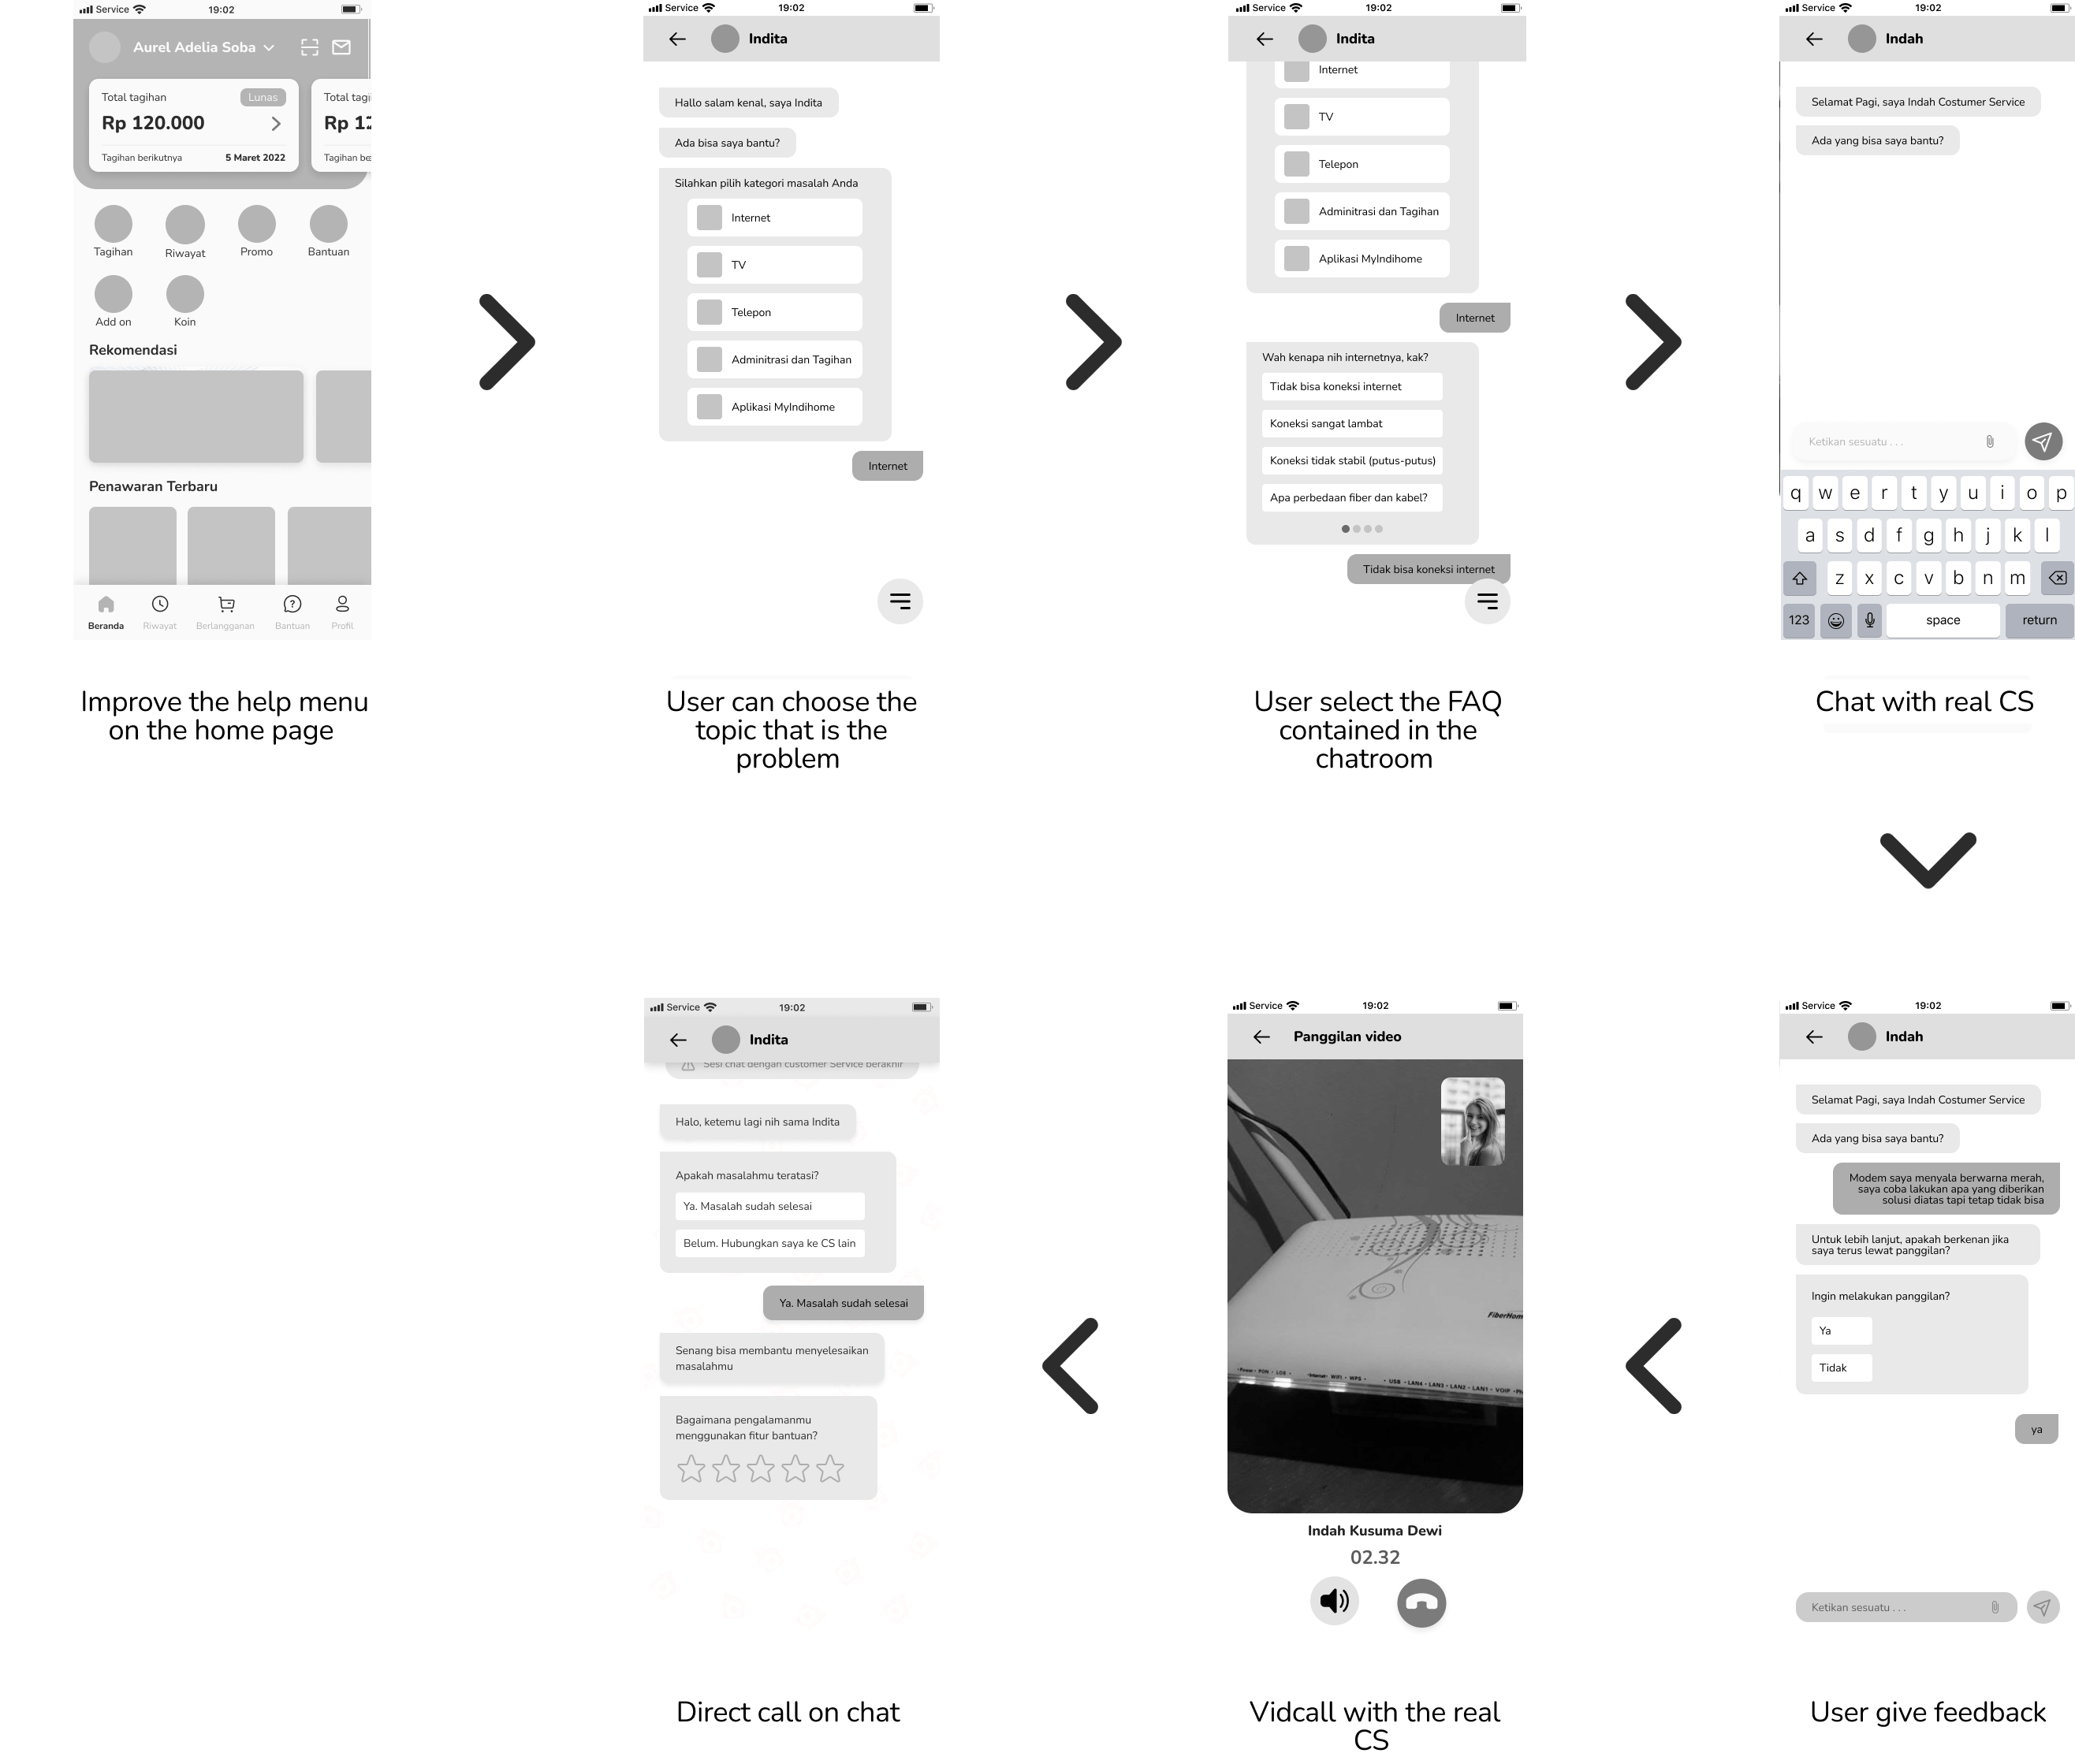 Service
19:02
Aurel Adelia Soba
Total tagihan
Lunas
Rp 120.000
Tagihan berikutnya
5 Maret 2022
Total tagi
Rp 12
Tagihan be
Tagihan
Riwayat
Promo
Bantuan
Add on
Koin
Rekomendasi
Penawaran Terbaru
Beranda
Riwayat
Berlangganan
Bantuan
Profil
Improve the help menu
on the home page
Service
19:02
Indita
Hallo salam kenal, saya Indita
Ada bisa saya bantu?
Silahkan pilih kategori masalah Anda
Internet
TV
Telepon
Adminitrasi dan Tagihan
Aplikasi MyIndihome
Internet
User can choose the
topic that is the
problem
Service
19:02
Indita
Internet
TV
Telepon
Adminitrasi dan Tagihan
Aplikasi MyIndihome
Internet
Wah kenapa nih internetnya, kak?
Tidak bisa koneksi internet
Koneksi sangat lambat
Koneksi tidak stabil (putus-putus)
Apa perbedaan fiber dan kabel?
Tidak bisa koneksi internet
User select the FAQ
contained in the
chatroom
Service
19:02
Indah
Selamat Pagi, saya Indah Costumer Service
Ada yang bisa saya bantu?
Ketikan sesuatu . . .
q w e r t y u i o p
a s d f g h j k l
z x c v b n m
123
space
return
Chat with real CS
Service
19:02
Indita
Sesi chat dengan customer Service berakhir
Halo, ketemu lagi nih sama Indita
Apakah masalahmu teratasi?
Ya. Masalah sudah selesai
Belum. Hubungkan saya ke CS lain
Ya. Masalah sudah selesai
Senang bisa membantu menyelesaikan
masalahmu
Bagaimana pengalamanmu
menggunakan fitur bantuan?
Direct call on chat
Service
19:02
Panggilan video
FiberHom
Power PON LOS Internet WIFI WPS USB LAN4 LAN3 LAN2 LAN1 VOIP
Indah Kusuma Dewi
02.32
Vidcall with the real
CS
Service
19:02
Indah
Selamat Pagi, saya Indah Costumer Service
Ada yang bisa saya bantu?
Modem saya menyala berwarna merah,
saya coba lakukan apa yang diberikan
solusi diatas tapi tetap tidak bisa
Untuk lebih lanjut, apakah berkenan jika
saya terus lewat panggilan?
Ingin melakukan panggilan?
Ya
Tidak
ya
Ketikan sesuatu . . .
User give feedback